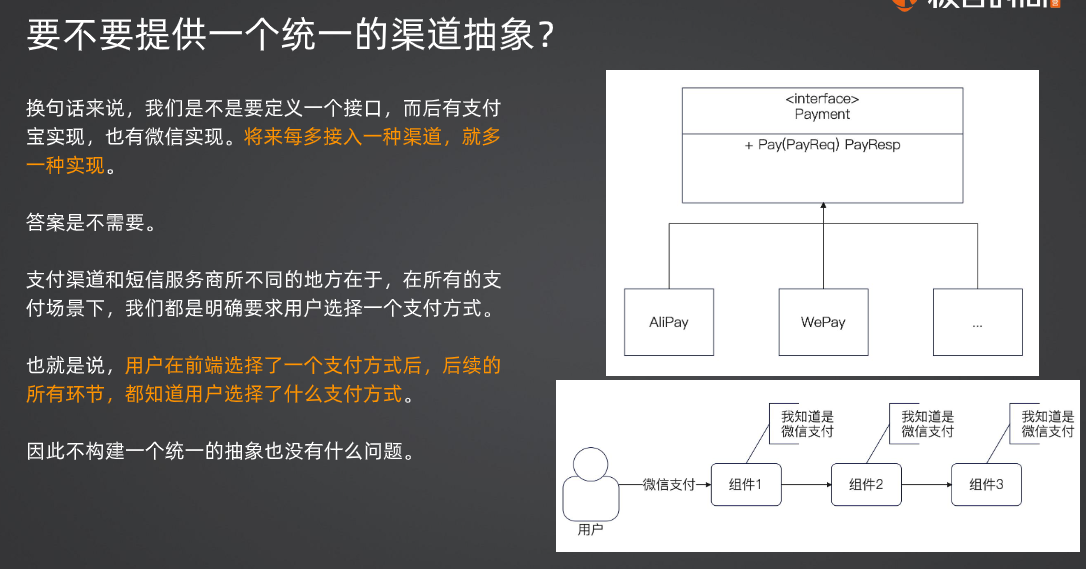 要不要提供一个统一的渠道抽象？
换句话来说，我们是不是要定义一个接口，而后有支付
宝实现，也有微信实现。将来每多接入一种渠道，就多
一种实现。
答案是不需要。
支付渠道和短信服务商所不同的地方在于，在所有的支
付场景下，我们都是明确要求用户选择一个支付方式。
也就是说，用户在前端选择了一个支付方式后，后续的
所有环节，都知道用户选择了什么支付方式。
因此不构建一个统一的抽象也没有什么问题。
<interface>
Payment
+ Pay(PayReq) PayResp
AliPay
WePay
...
我知道是
微信支付
我知道是
微信支付
我知道是
微信支付
微信支付
组件1
组件2
组件3
用户